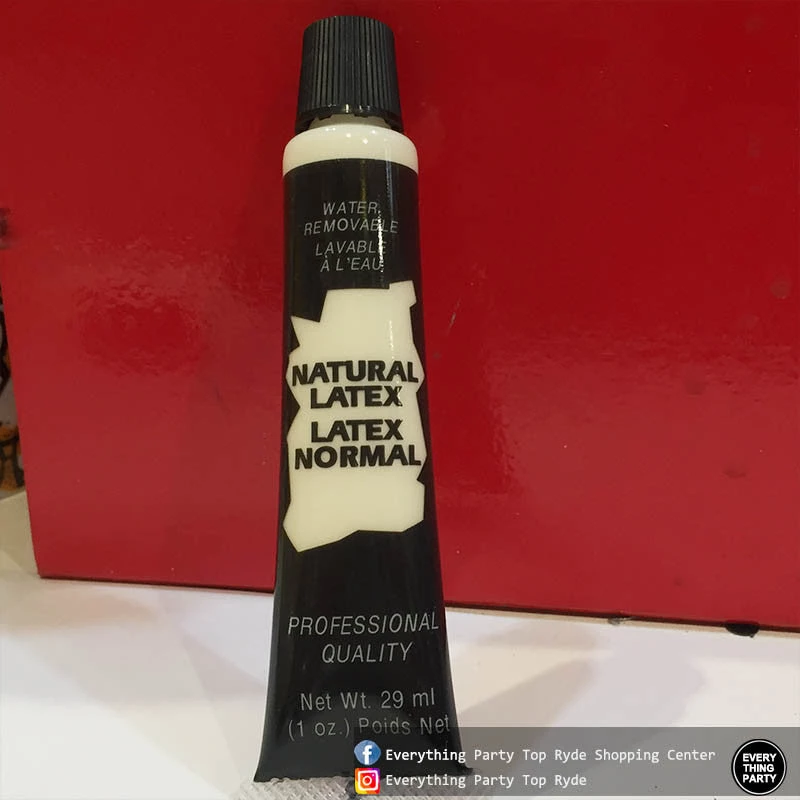 WATER
REMOVABLE
LAVABLE
À L'EAU
NATURAL
LATEX
LATEX
NORMAL
PROFESSIONAL
QUALITY
Net Wt. 29 ml
(1 oz.) Poids Net
Everything Party Top Ryde Shopping Center
Everything Party Top Ryde
EVERY
THING
PARTY